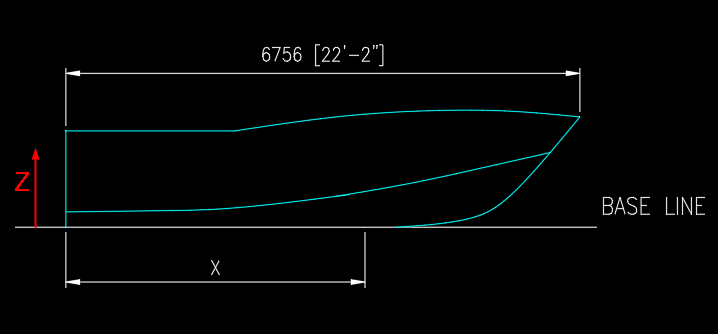 6756 [22'-2"]
Z
BASE LINE
X